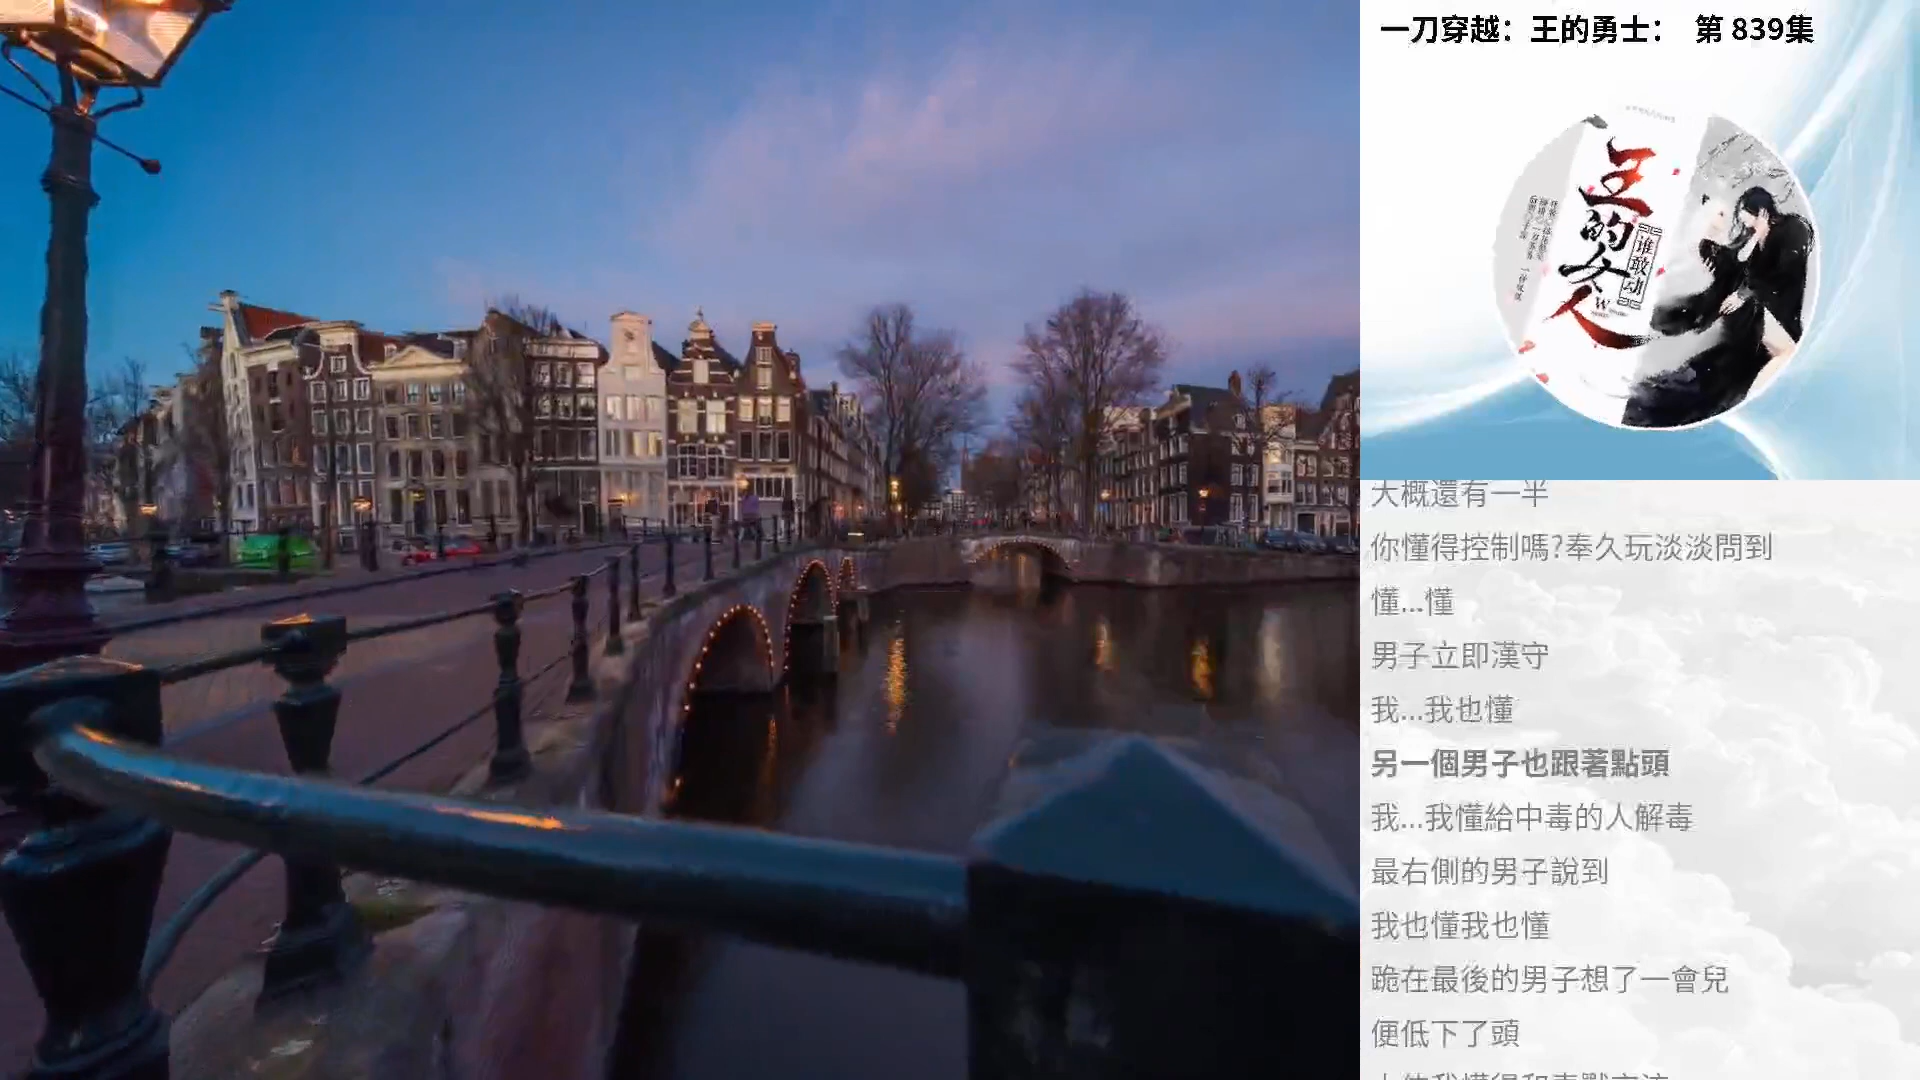 一刀穿越：王的勇士： 第 839集
王的女人
谁敢动
大概還有一半
你懂得控制嗎?奉久玩淡淡問到
懂...懂
男子立即漢守
我...我也懂
另一個男子也跟著點頭
我...我懂給中毒的人解毒
最右側的男子說到
我也懂我也懂
跪在最後的男子想了一會兒
便低下了頭